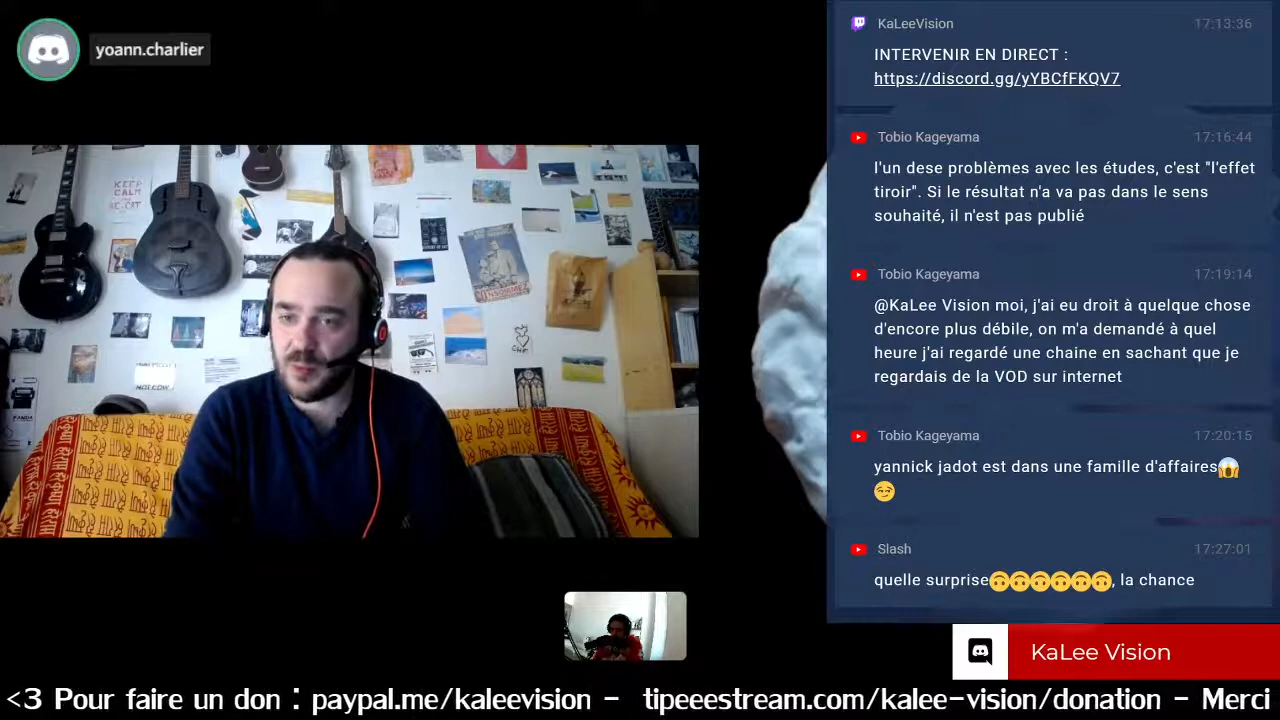 yoann.charlier
KEEP
CALM
KaLeeVision 17:13:36
INTERVENIR EN DIRECT :
https://discord.gg/yYBCfFKQV7
Tobio Kageyama 17:16:44
l'un dese problèmes avec les études, c'est "l'effet
tiroir". Si le résultat n'a va pas dans le sens
souhaité, il n'est pas publié
Tobio Kageyama 17:19:14
@KaLee Vision moi, j'ai eu droit à quelque chose
d'encore plus débile, on m'a demandé à quel
heure j'ai regardé une chaine en sachant que je
regardais de la VOD sur internet
Tobio Kageyama 17:20:15
yannick jadot est dans une famille d'affaires😱
😏
Slash 17:27:01
quelle surprise🙃🙃🙃🙃🙃🙃, la chance
KaLee Vision
<3 Pour faire un don : paypal.me/kaleevision - tipeeestream.com/kalee-vision/donation - Merci